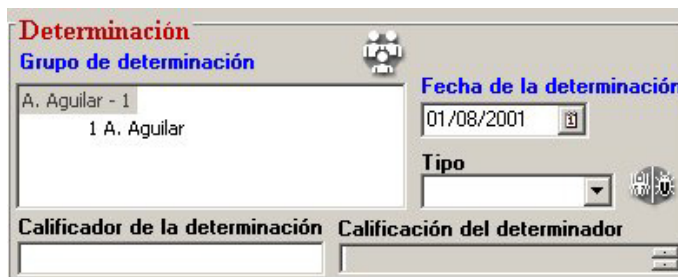 Determinación
Grupo de determinación
A. Aguilar - 1
1 A. Aguilar
Fecha de la determinación
01/08/2001
Tipo
Calificador de la determinación
Calificación del determinador